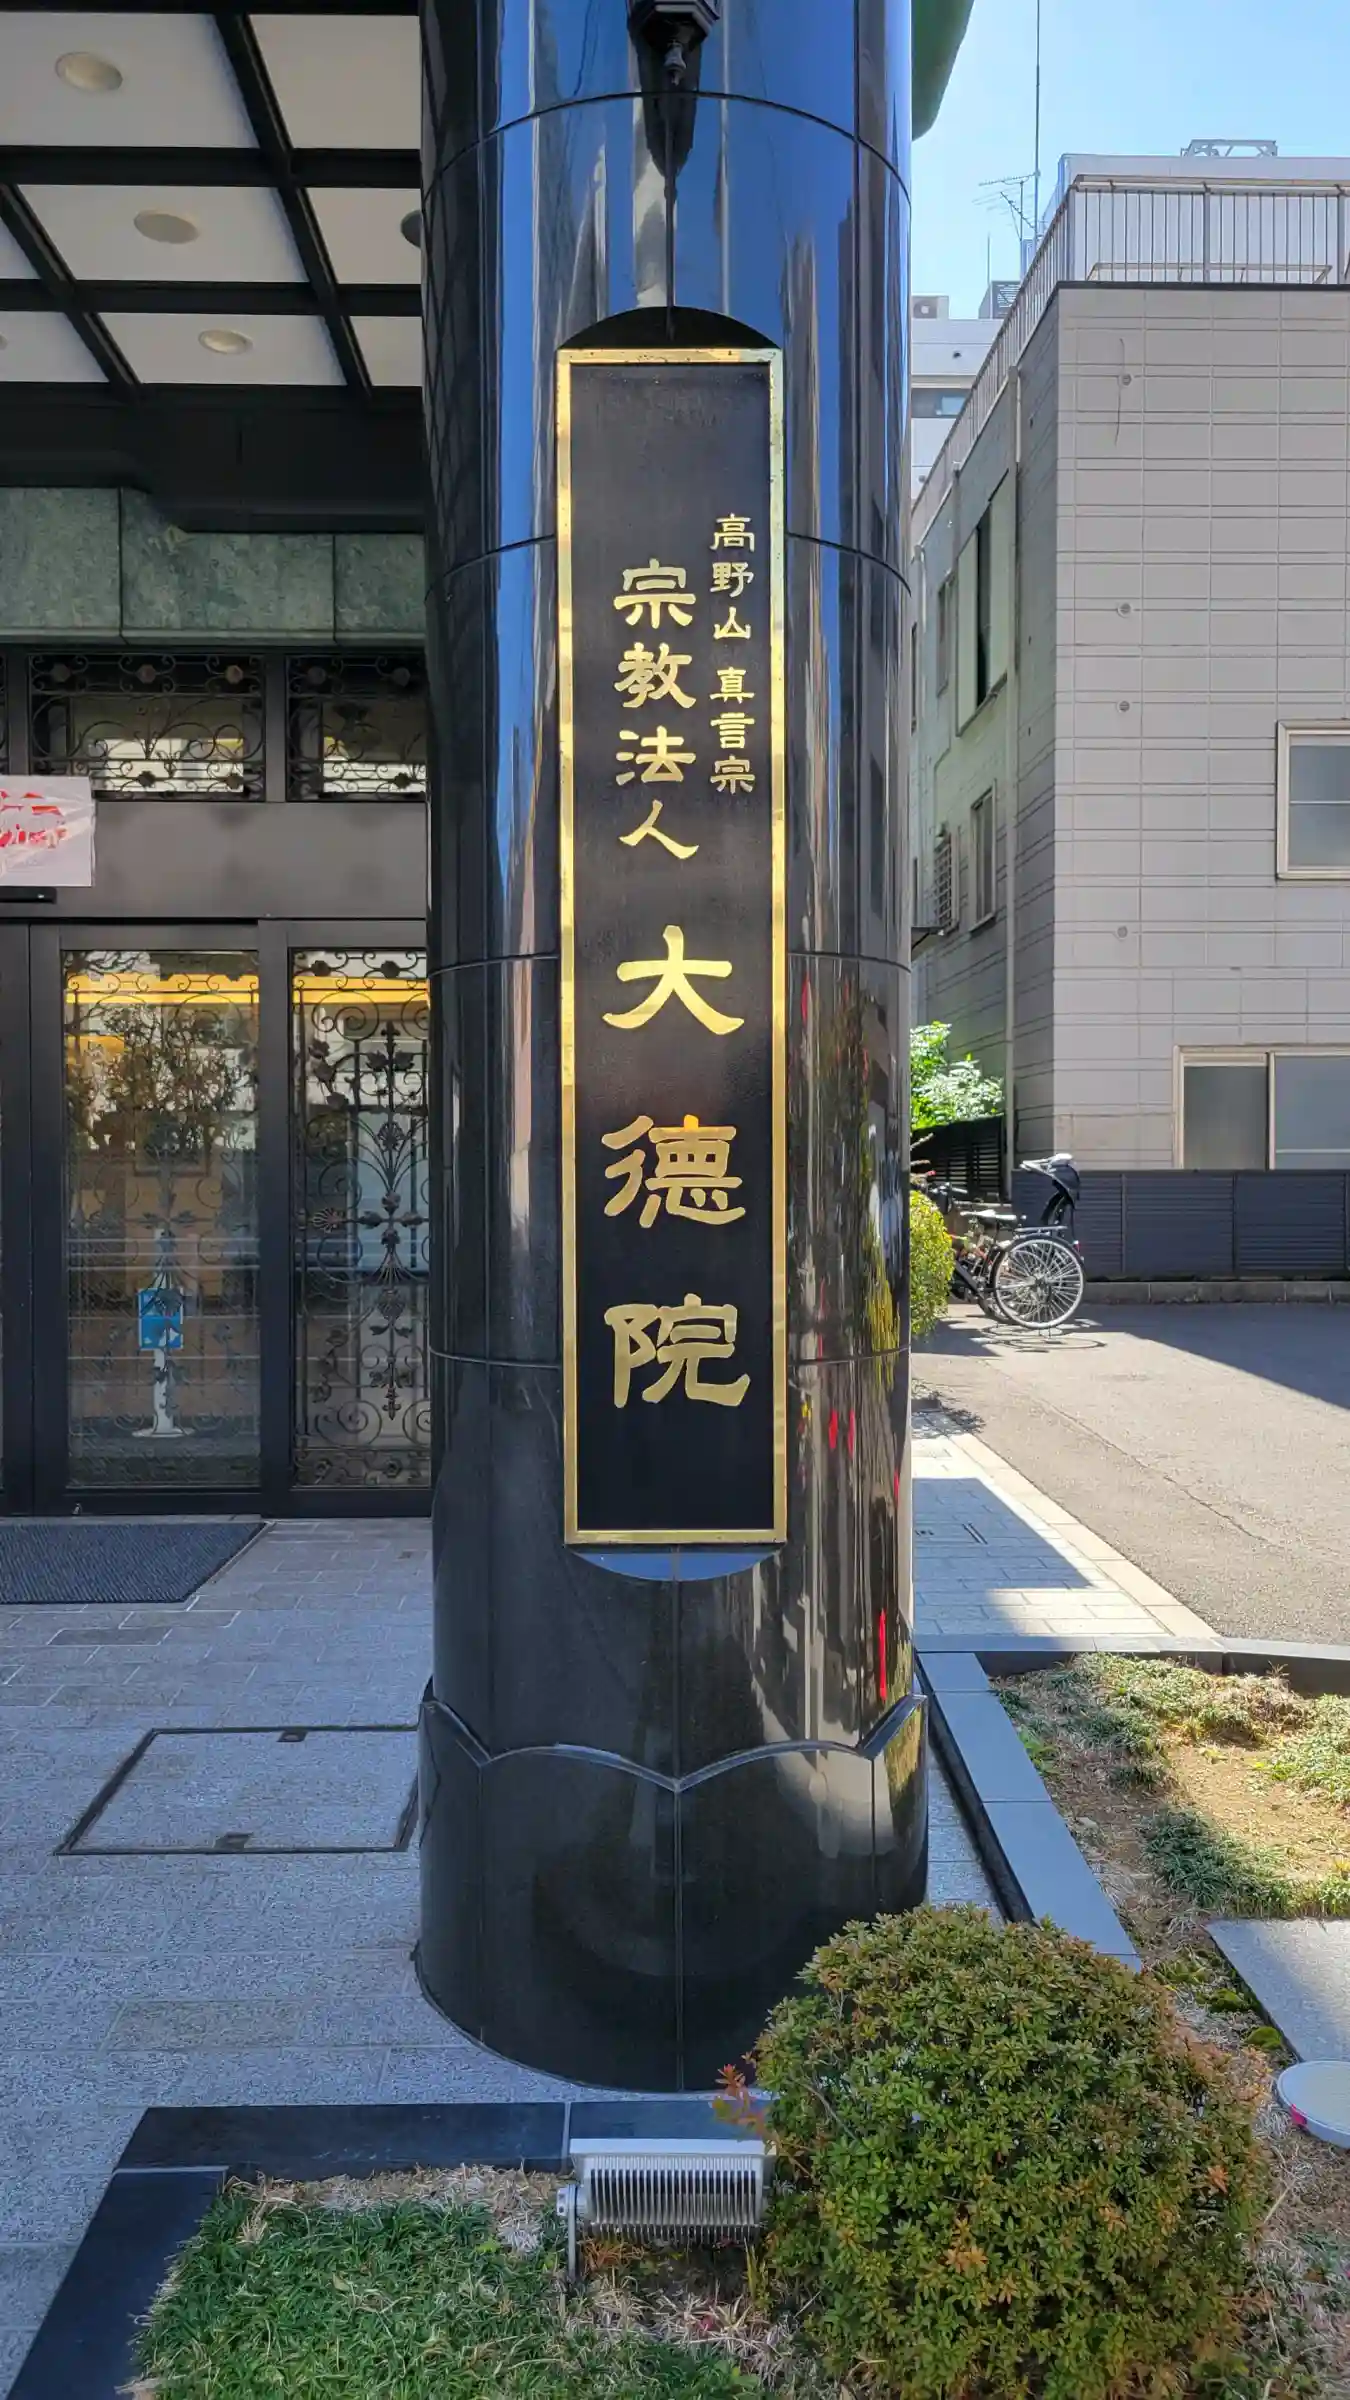 高野山 真言宗
宗教法人 大德院